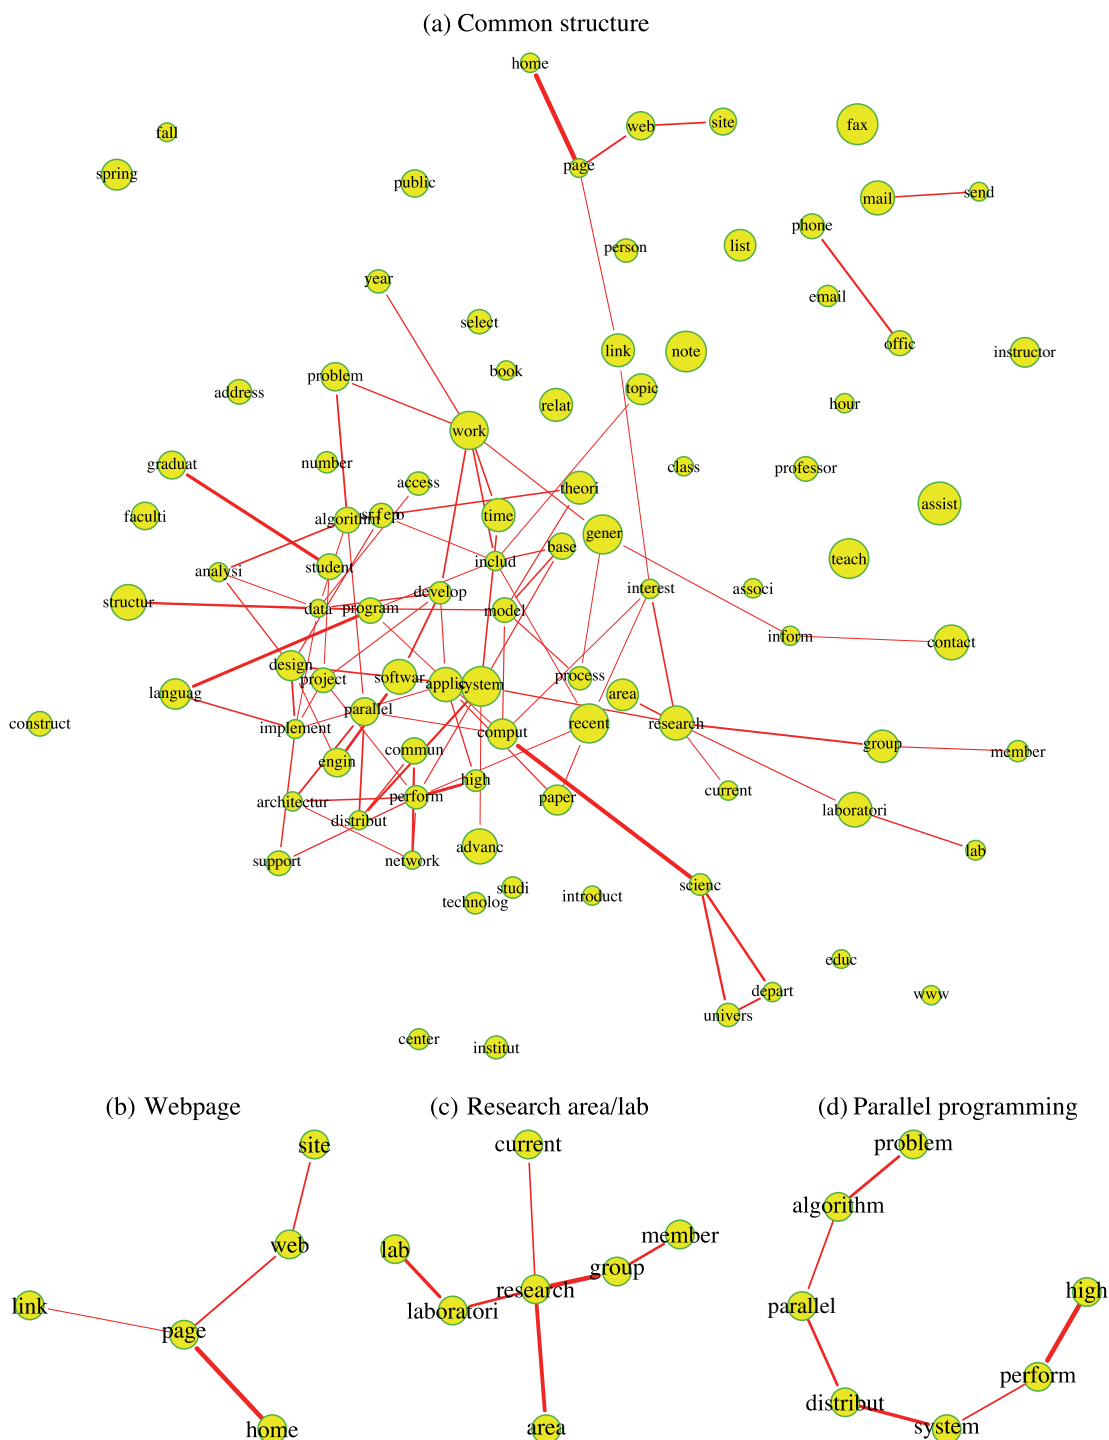 (a) Common structure
home
web
site
fax
fall
page
spring
public
mail
send
phone
person
list
year
email
select
offic
link
note
instructor
book
problem
topic
address
relat
hour
work
number
graduat
class
professor
access
theori
assist
faculti
algorithm
time
gener
base
teach
student
includ
analysi
develop
interest
associ
structur
data
program
model
inform
contact
design
project
softwar
applic
system
process
area
languag
construct
implement
parallel
comput
recent
research
group
member
engin
commun
high
current
architectur
perform
paper
laboratori
distribut
support
network
advanc
lab
scienc
technolog
studi
introduct
educ
depart
www
univers
center
institut
(b) Webpage
(c) Research area/lab
(d) Parallel programming
site
web
link
page
home
current
lab
member
group
research
laboratori
area
problem
algorithm
parallel
high
perform
distribut
system